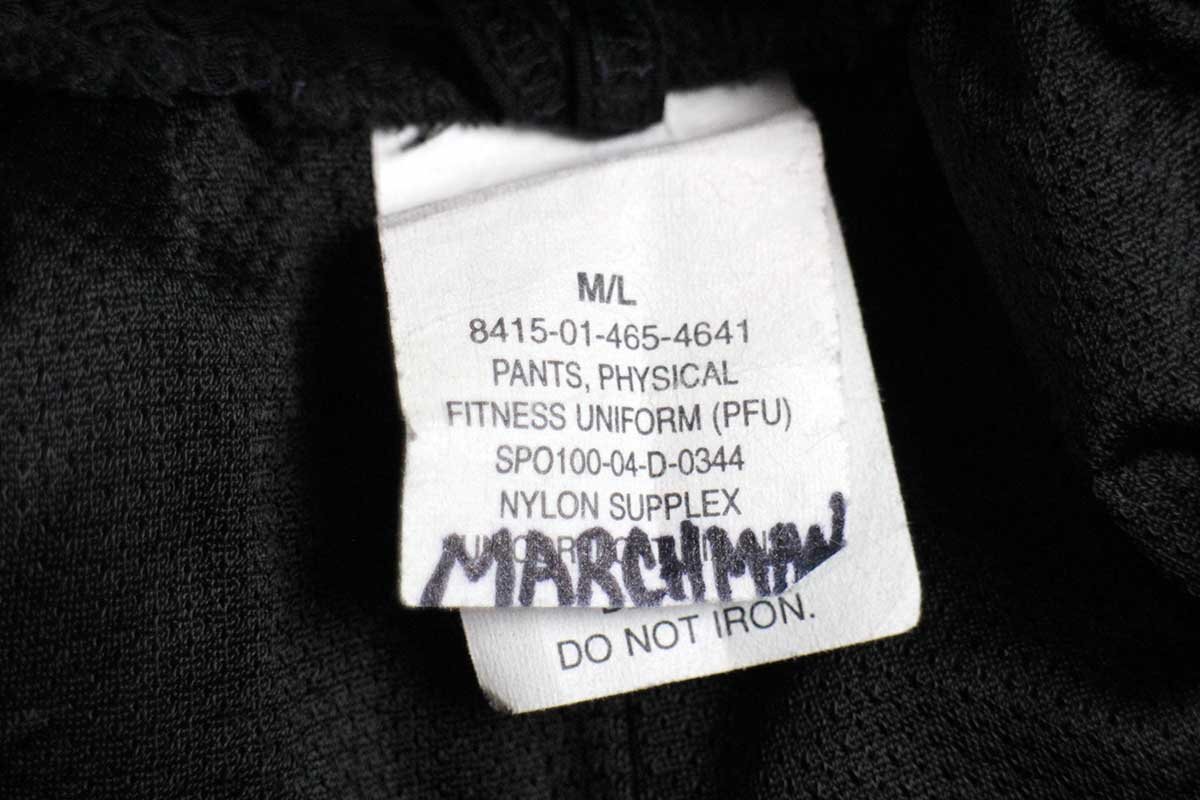 M/L
8415-01-465-4641
PANTS, PHYSICAL
FITNESS UNIFORM (PFU)
SPO100-04-D-0344
NYLON SUPPLEX
MARCHMAN
DO NOT IRON.